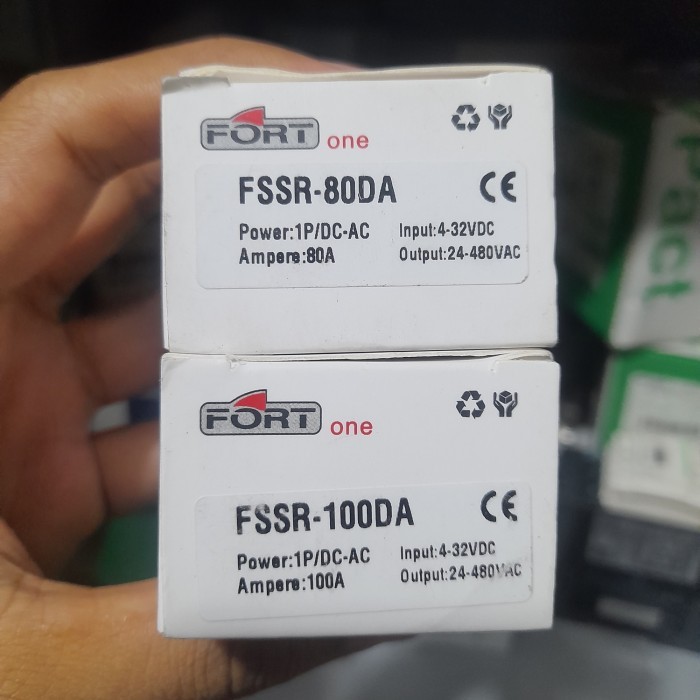 FORT one
FSSR-80DA CE
Power:1P/DC-AC Input:4-32VDC
Ampere:80A Output:24-480VAC
pact
FORT one
FSSR-100DA CE
Power:1P/DC-AC Input:4-32VDC
Ampere:100A Output:24-480VAC